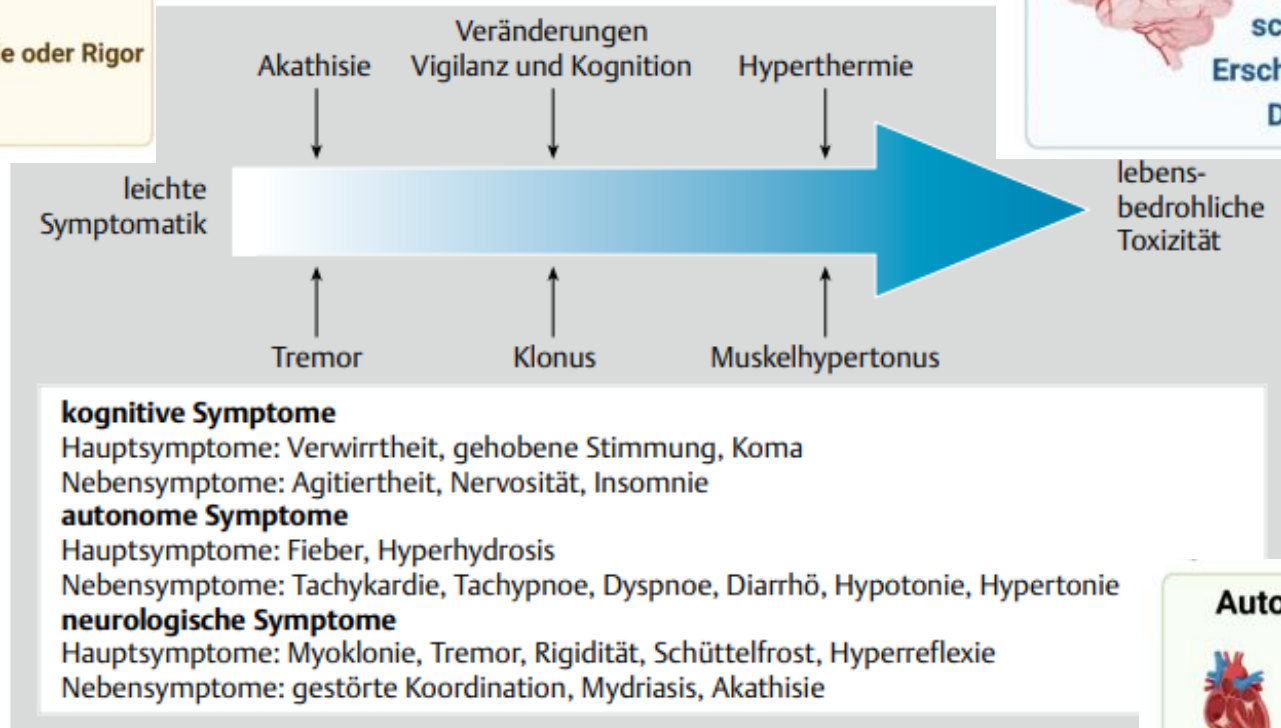 e oder Rigor
Akathisie
Veränderungen
Vigilanz und Kognition
Hyperthermie
Ersch
D
leichte
Symptomatik
lebens-
bedrohliche
Toxizität
Tremor
Klonus
Muskelhypertonus
kognitive Symptome
Hauptsymptome: Verwirrtheit, gehobene Stimmung, Koma
Nebensymptome: Agitiertheit, Nervosität, Insomnie
autonome Symptome
Hauptsymptome: Fieber, Hyperhydrosis
Nebensymptome: Tachykardie, Tachypnoe, Dyspnoe, Diarrhö, Hypotonie, Hypertonie
neurologische Symptome
Hauptsymptome: Myoklonie, Tremor, Rigidität, Schüttelfrost, Hyperreflexie
Nebensymptome: gestörte Koordination, Mydriasis, Akathisie
Auto